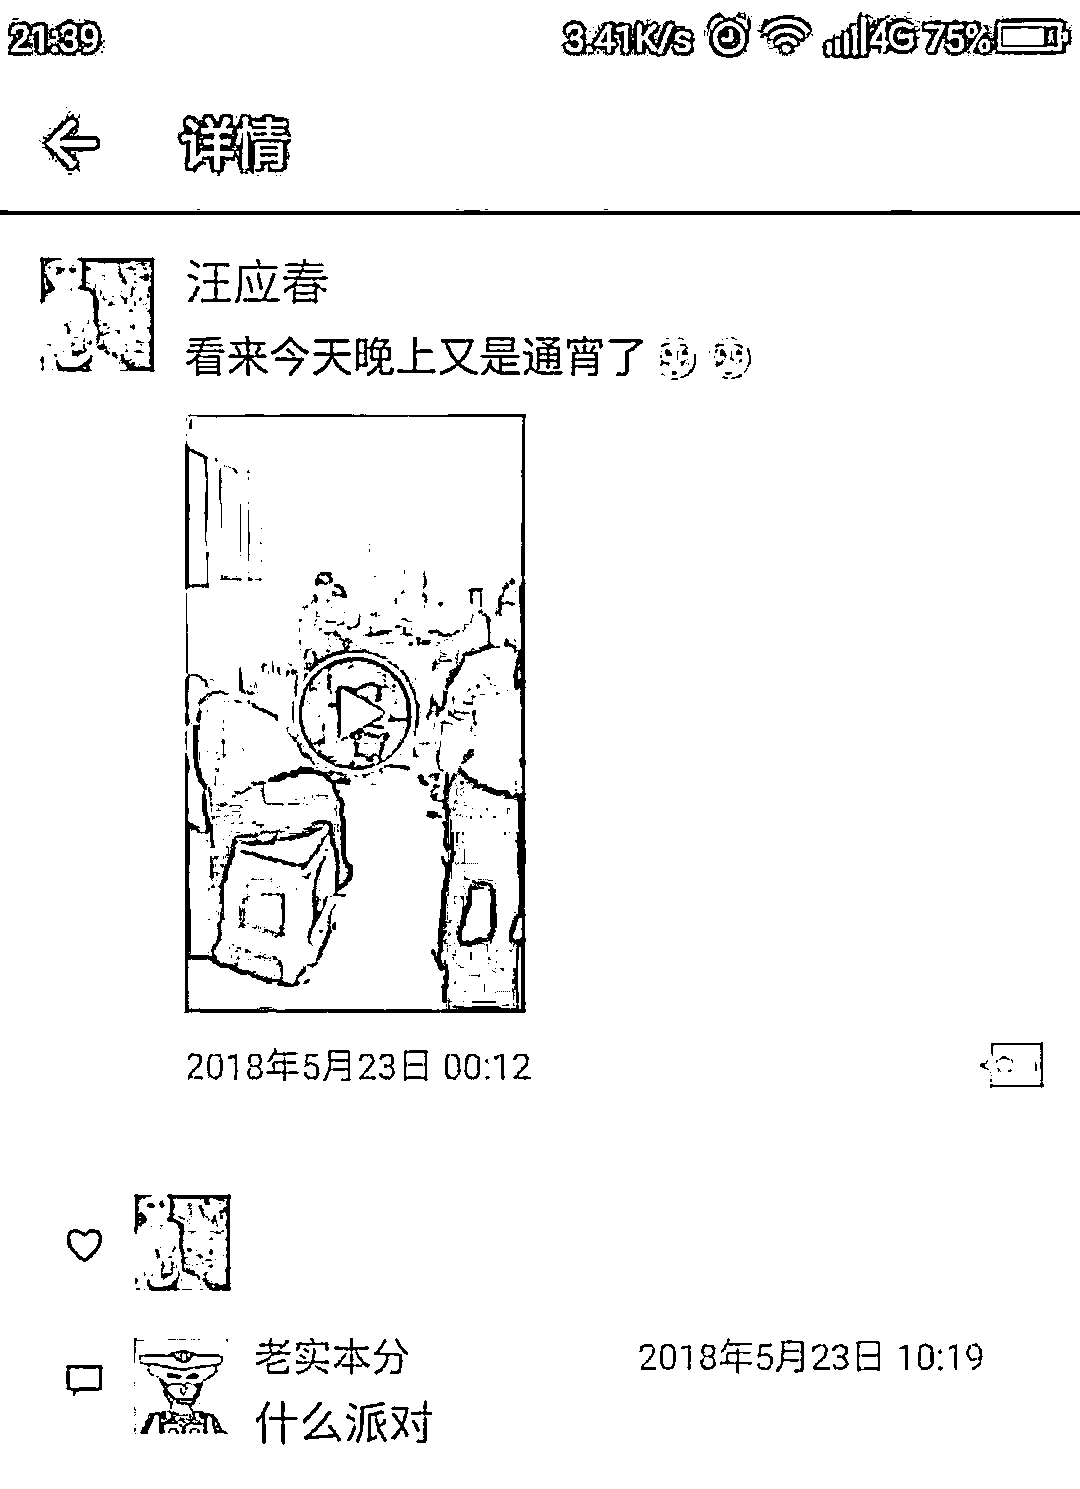 21:39 3.41K/s 4G 75%
详情
汪应春
看来今天晚上又是通宵了
2018年5月23日 00:12
老实本分 2018年5月23日 10:19
什么派对